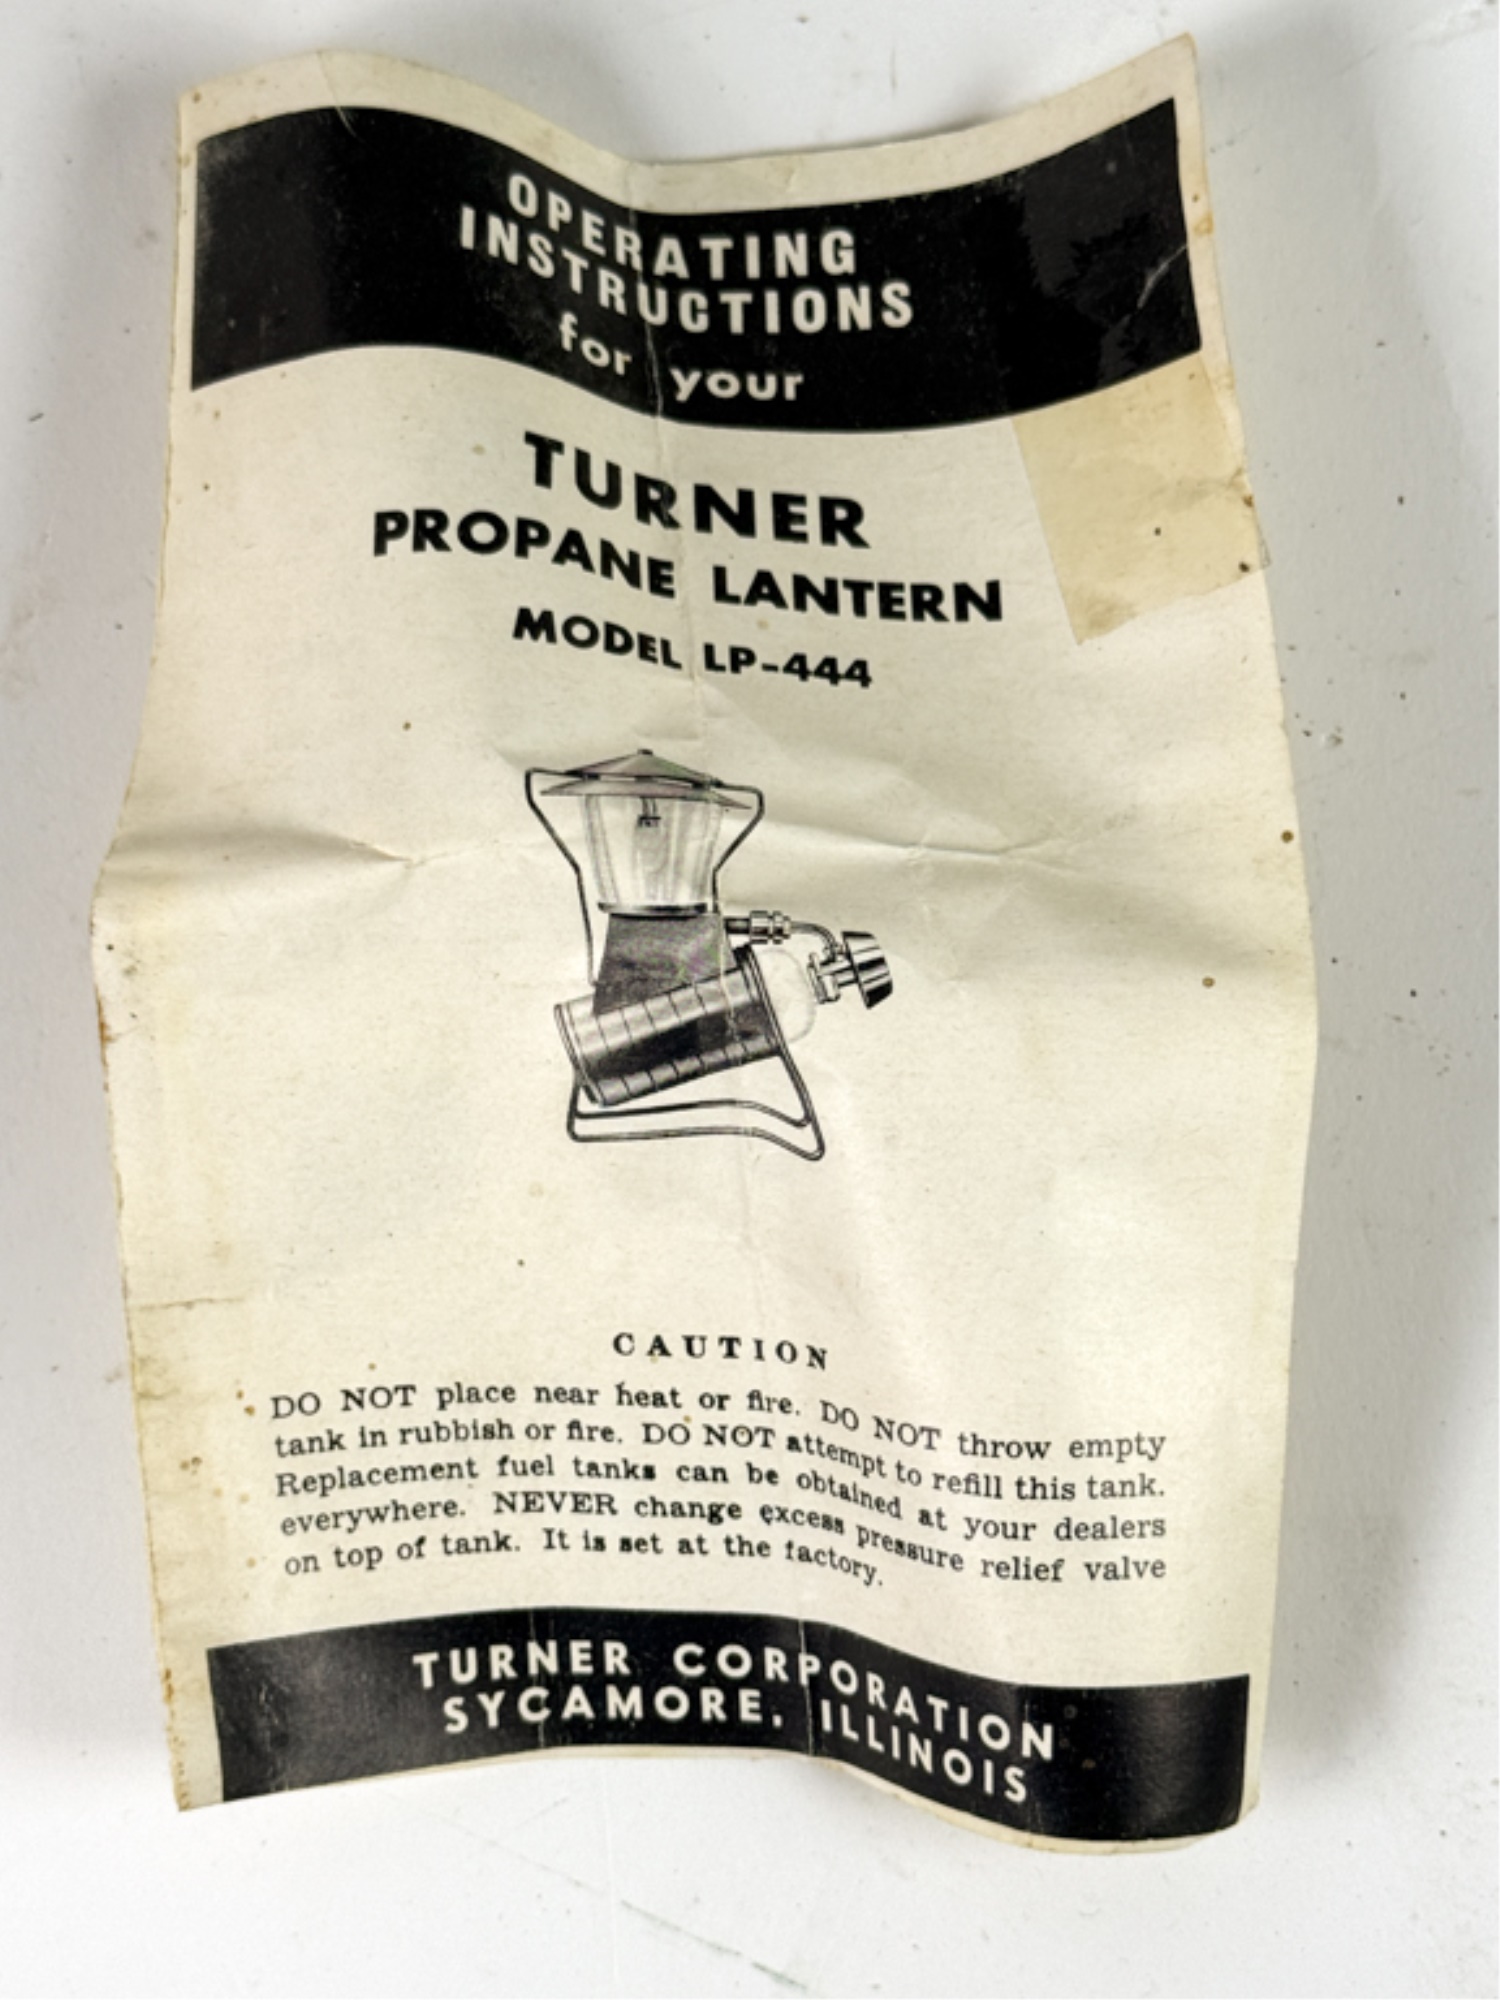 OPERATING
INSTRUCTIONS
for your
TURNER
PROPANE LANTERN
MODEL LP-444
CAUTION
DO NOT place near heat or fire. DO NOT throw empty
tank in rubbish or fire. DO NOT attempt to refill this tank.
Replacement fuel tanks can be obtained at your dealers
everywhere. NEVER change excess pressure relief valve
on top of tank. It is set at the factory.
TURNER CORPORATION
SYCAMORE, ILLINOIS